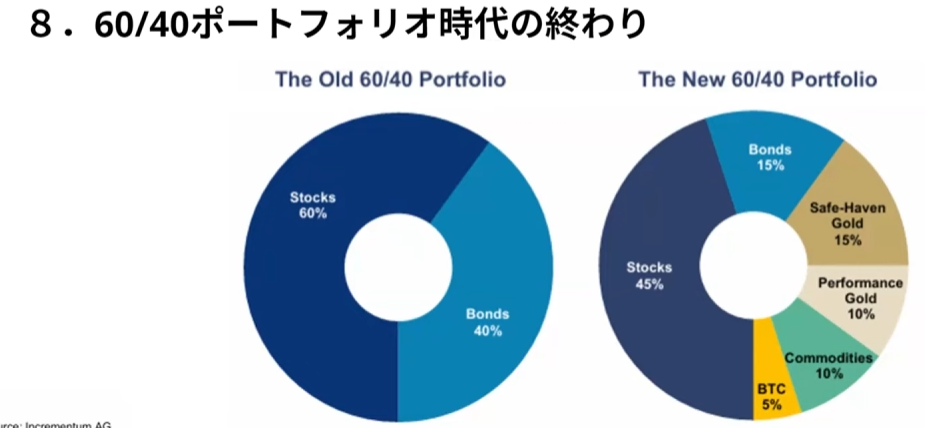 ８．60/40ポートフォリオ時代の終わり
The Old 60/40 Portfolio
Stocks
60%
Bonds
40%
The New 60/40 Portfolio
Bonds
15%
Safe-Haven
Gold
15%
Performance
Gold
10%
Commodities
10%
BTC
5%
Stocks
45%
urce: Incrementum AG